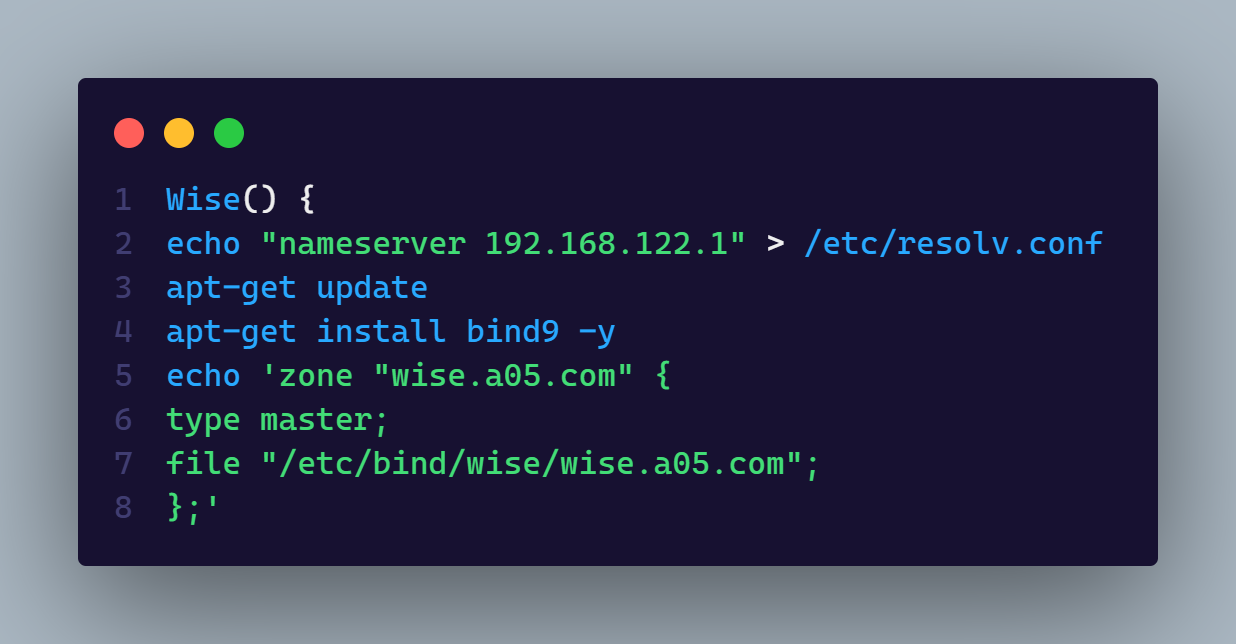 1 Wise() {
2 echo "nameserver 192.168.122.1" > /etc/resolv.conf
3 apt-get update
4 apt-get install bind9 -y
5 echo 'zone "wise.a05.com" {
6 type master;
7 file "/etc/bind/wise/wise.a05.com";
8 };'